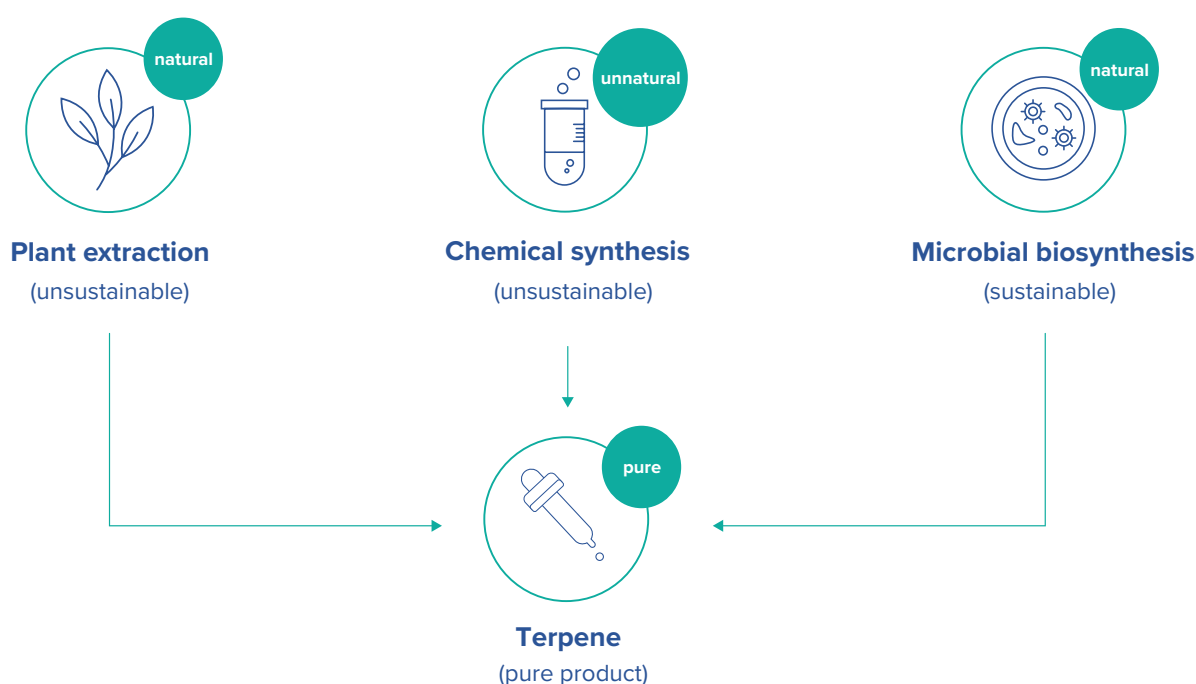 natural
unnatural
natural
Plant extraction
(unsustainable)
Chemical synthesis
(unsustainable)
Microbial biosynthesis
(sustainable)
pure
Terpene
(pure product)